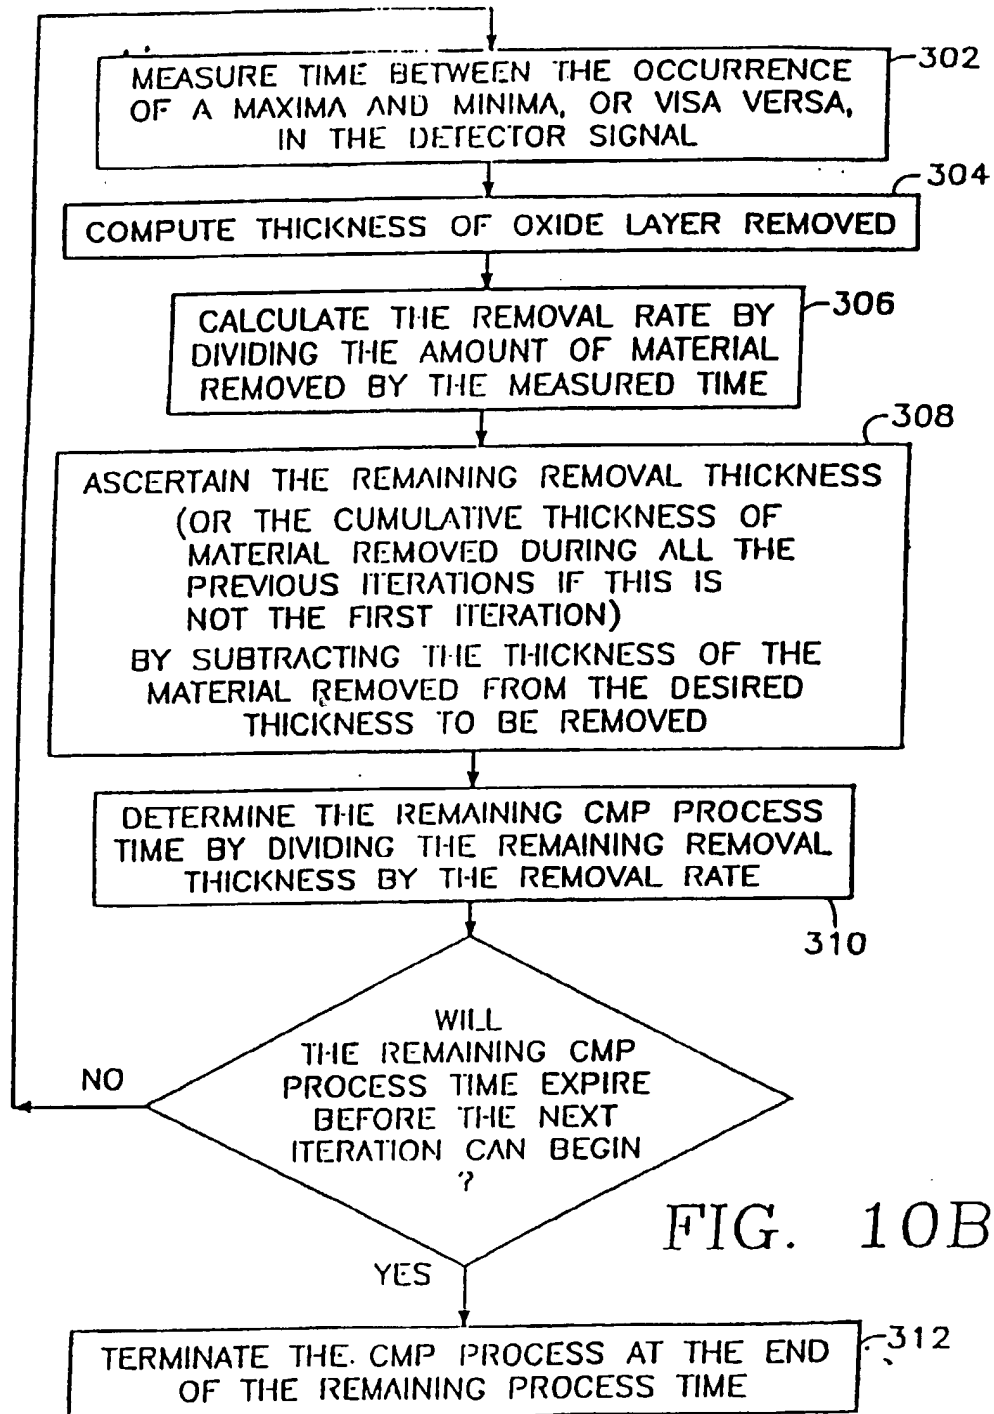 302
MEASURE TIME BETWEEN THE OCCURRENCE
OF A MAXIMA AND MINIMA, OR VISA VERSA,
IN THE DETECTOR SIGNAL
304
COMPUTE THICKNESS OF OXIDE LAYER REMOVED
306
CALCULATE THE REMOVAL RATE BY
DIVIDING THE AMOUNT OF MATERIAL
REMOVED BY THE MEASURED TIME
308
ASCERTAIN THE REMAINING REMOVAL THICKNESS
(OR THE CUMULATIVE THICKNESS OF
MATERIAL REMOVED DURING ALL THE
PREVIOUS ITERATIONS IF THIS IS
NOT THE FIRST ITERATION)
BY SUBTRACTING THE THICKNESS OF THE
MATERIAL REMOVED FROM THE DESIRED
THICKNESS TO BE REMOVED
DETERMINE THE REMAINING CMP PROCESS
TIME BY DIVIDING THE REMAINING REMOVAL
THICKNESS BY THE REMOVAL RATE
310
WILL
THE REMAINING CMP
PROCESS TIME EXPIRE
BEFORE THE NEXT
ITERATION CAN BEGIN
?
NO
YES
FIG. 10B
312
TERMINATE THE CMP PROCESS AT THE END
OF THE REMAINING PROCESS TIME